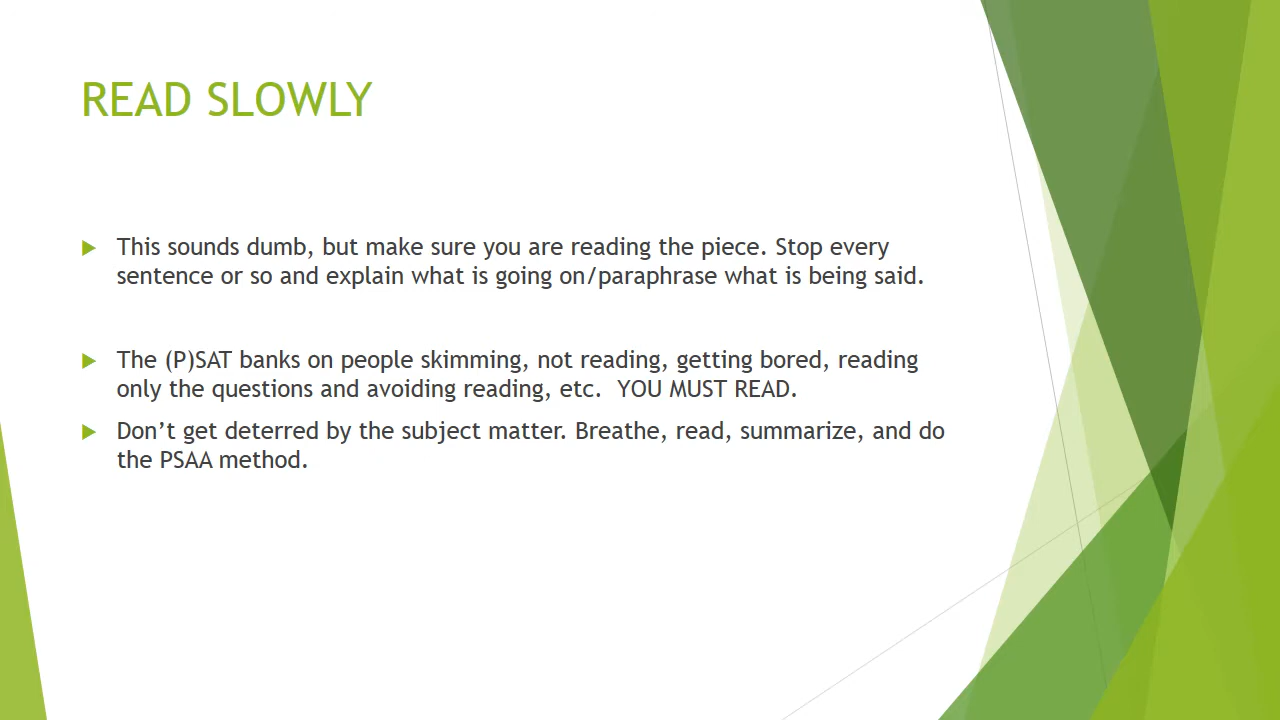 READ SLOWLY
This sounds dumb, but make sure you are reading the piece. Stop every
sentence or so and explain what is going on/paraphrase what is being said.
The (P)SAT banks on people skimming, not reading, getting bored, reading
only the questions and avoiding reading, etc.  YOU MUST READ.
Don’t get deterred by the subject matter. Breathe, read, summarize, and do
the PSAA method.